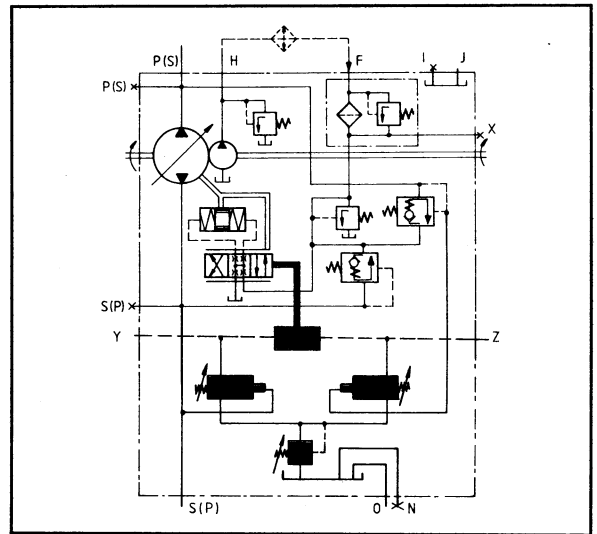 P(S) H F I J
P(S)
X
S(P)
Y Z
S(P) O N